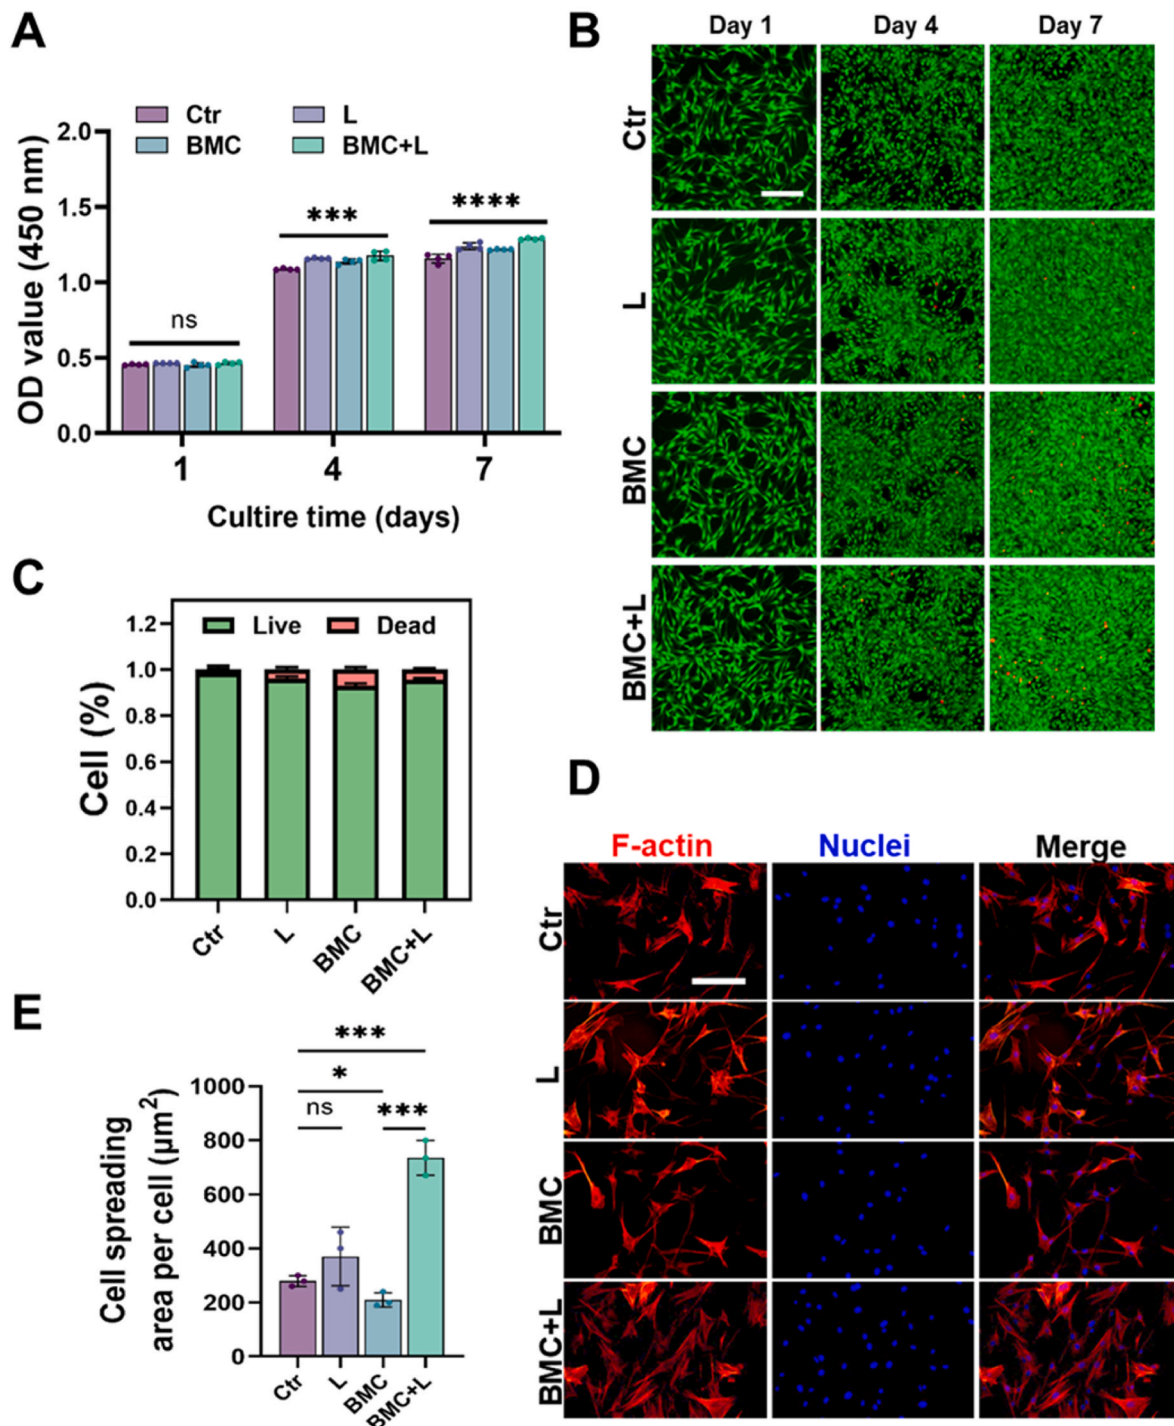 A
Ctr
L
BMC
BMC+L
OD value (450 nm)
2.0
1.5
1.0
0.5
0.0
ns
***
****
1
4
7
Cultire time (days)
B
Day 1
Day 4
Day 7
Ctr
L
BMC
BMC+L
C
Live
Dead
Cell (%)
1.2
1.0
0.8
0.6
0.4
0.2
0.0
Ctr
L
BMC
BMC+L
D
F-actin
Nuclei
Merge
Ctr
L
BMC
BMC+L
E
Cell spreading
area per cell (µm²)
1000
800
600
400
200
0
***
*
ns
***
Ctr
L
BMC
BMC+L